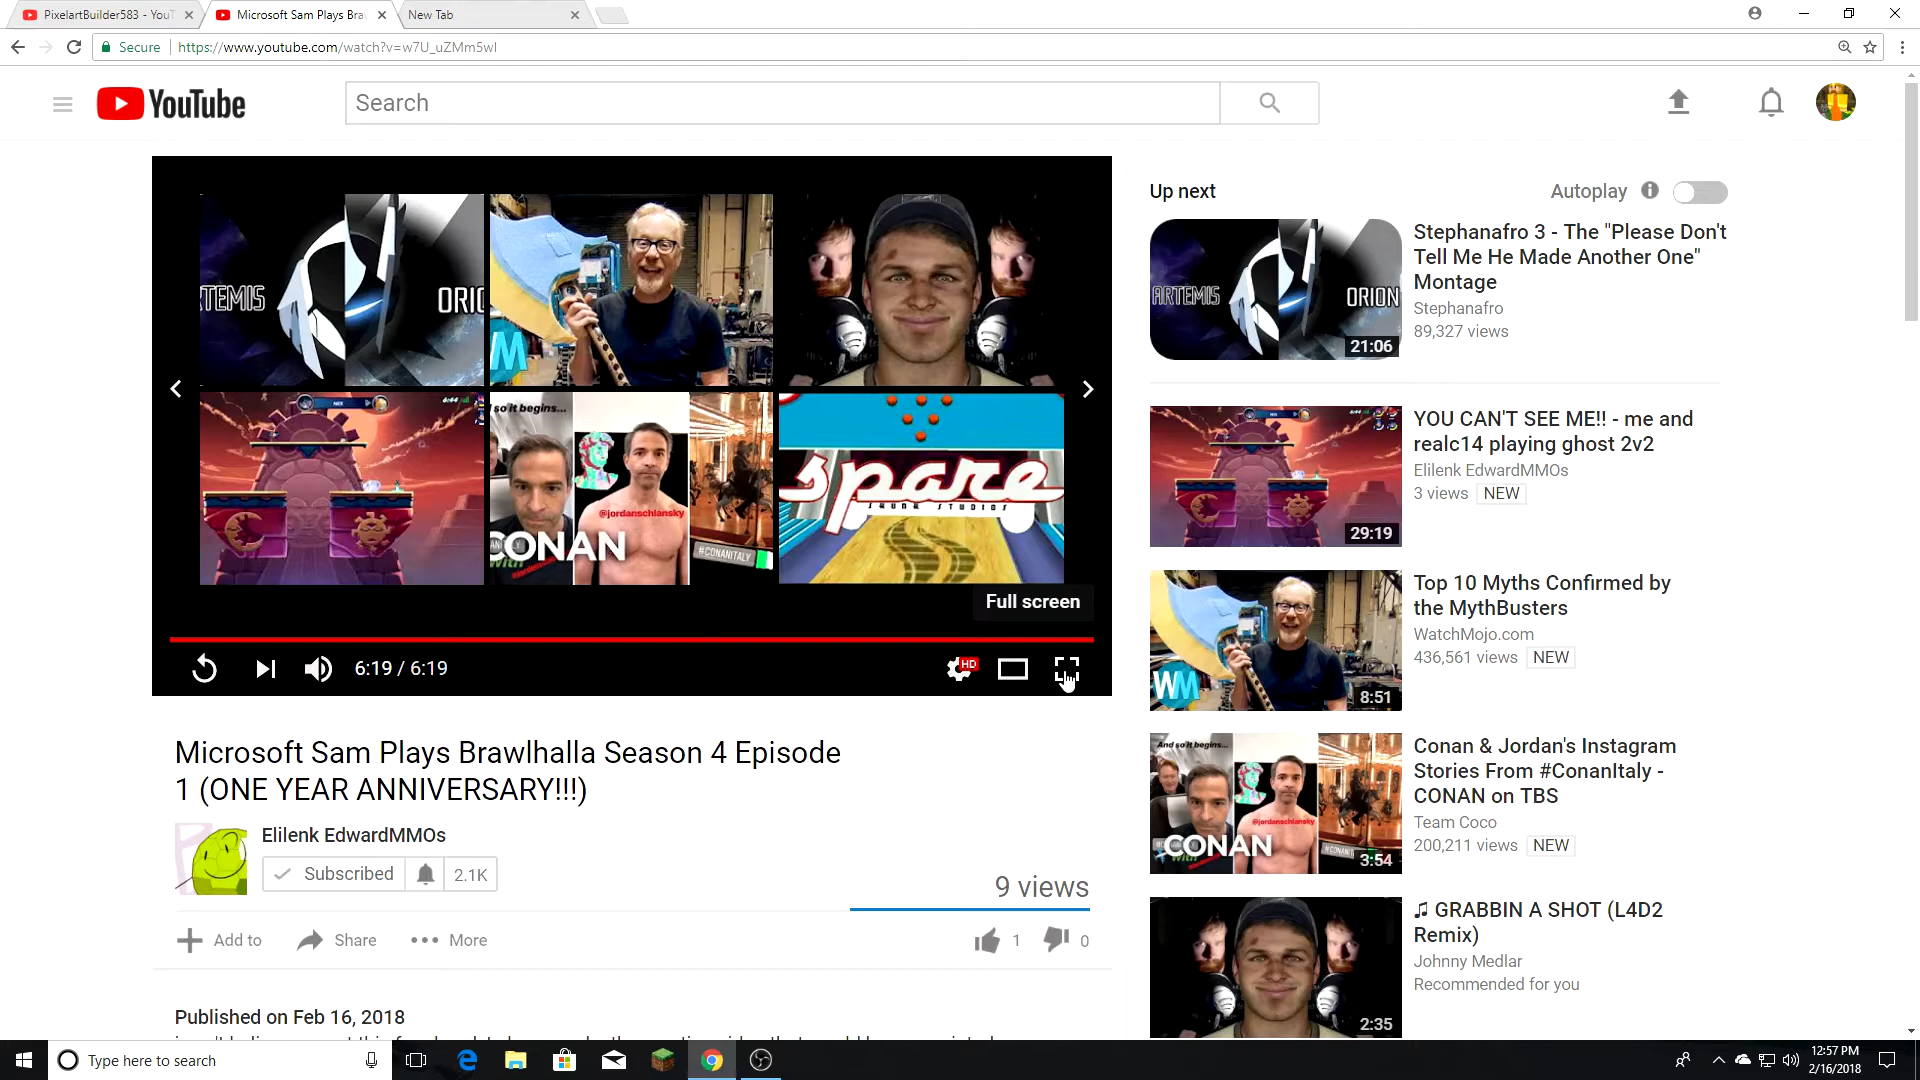 PixelartBuilder583 - YouT
Microsoft Sam Plays Bra
New Tab
Secure
https://www.youtube.com/watch?v=w7U_uZMm5wI
YouTube
Search
TEMIS
ORIO
W
so it begins...
@jordanschlansky
CONAN
#CONANITALY
spare
SKUNK STUDIOS
Full screen
6:19 / 6:19
HD
Microsoft Sam Plays Brawlhalla Season 4 Episode
1 (ONE YEAR ANNIVERSARY!!!)
Elilenk EdwardMMOs
Subscribed
2.1K
9 views
Add to
Share
More
1
0
Published on Feb 16, 2018
Up next
Autoplay
ARTEMIS
ORION
21:06
Stephanafro 3 - The "Please Don't
Tell Me He Made Another One"
Montage
Stephanafro
89,327 views
29:19
YOU CAN'T SEE ME!! - me and
realc14 playing ghost 2v2
Elilenk EdwardMMOs
3 views NEW
WM
8:51
Top 10 Myths Confirmed by
the MythBusters
WatchMojo.com
436,561 views NEW
And so it begins...
@jordanschlansky
CONAN
3:54
Conan & Jordan's Instagram
Stories From #ConanItaly -
CONAN on TBS
Team Coco
200,211 views NEW
2:35
♫ GRABBIN A SHOT (L4D2
Remix)
Johnny Medlar
Recommended for you
Type here to search
12:57 PM
2/16/2018